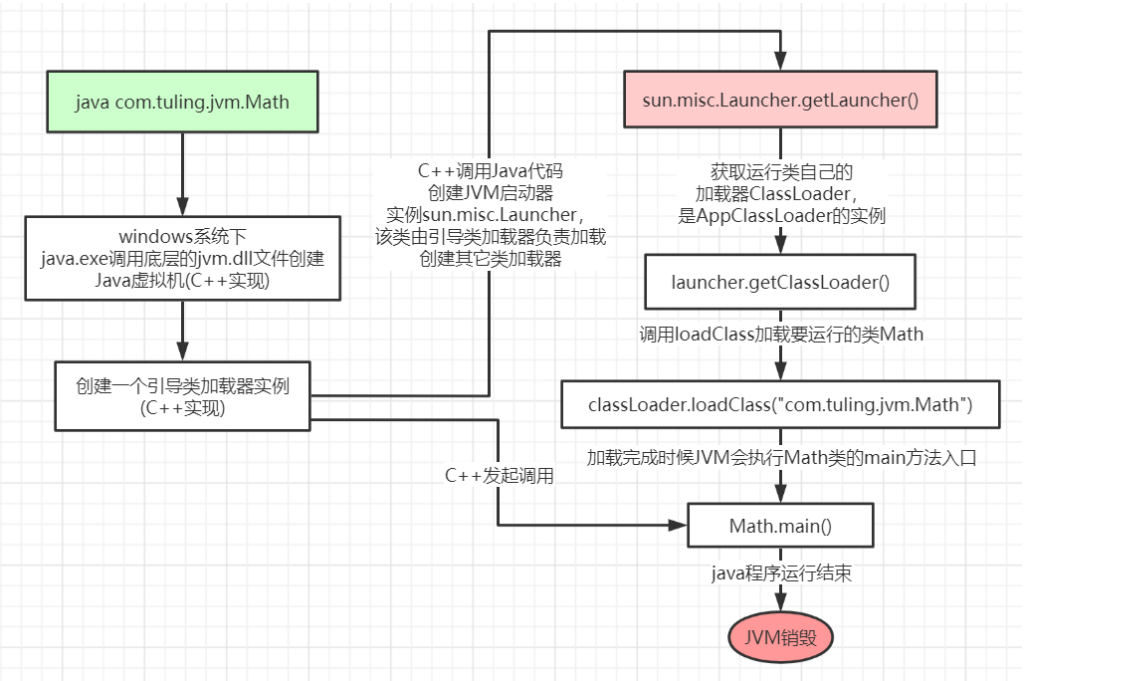 java com.tuling.jvm.Math
windows系统下
java.exe调用底层的jvm.dll文件创建
Java虚拟机(C++实现)
创建一个引导类加载器实例
(C++实现)
C++调用Java代码
创建JVM启动器
实例sun.misc.Launcher，
该类由引导类加载器负责加载
创建其它类加载器
C++发起调用
sun.misc.Launcher.getLauncher()
获取运行类自己的
加载器ClassLoader，
是AppClassLoader的实例
launcher.getClassLoader()
调用loadClass加载要运行的类Math
classLoader.loadClass("com.tuling.jvm.Math")
加载完成时候JVM会执行Math类的main方法入口
Math.main()
java程序运行结束
JVM销毁